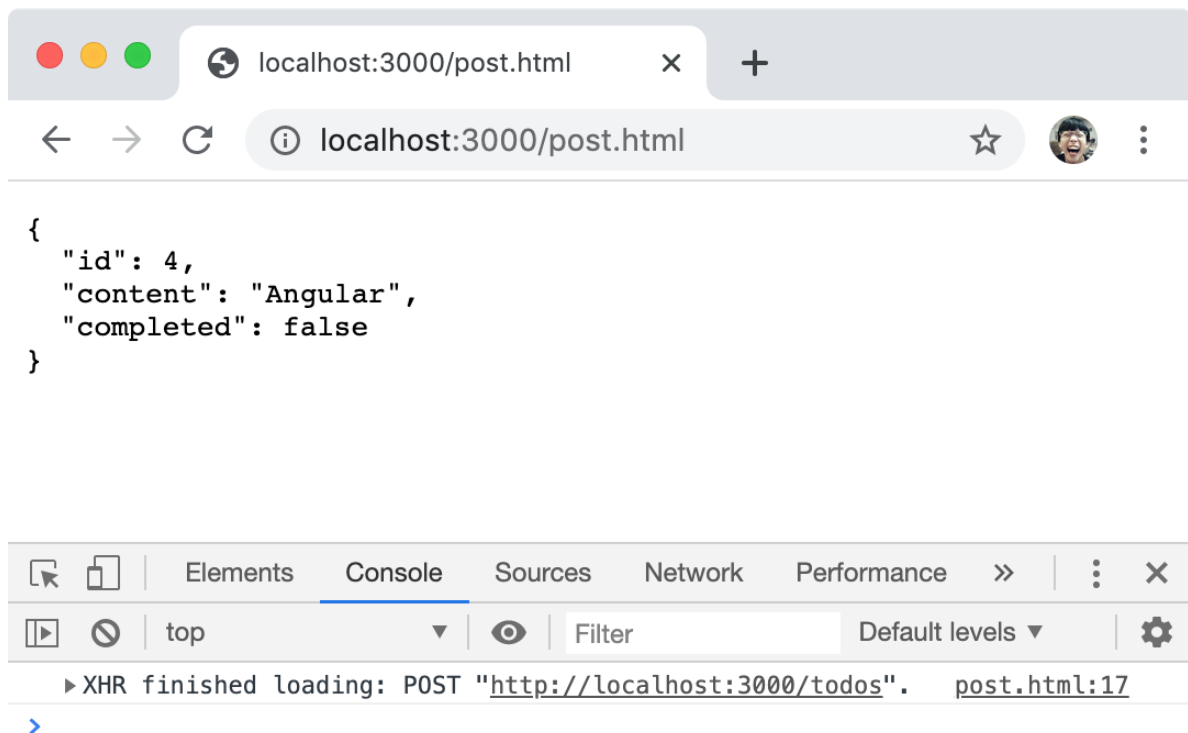 localhost:3000/post.html
localhost:3000/post.html
{
  "id": 4,
  "content": "Angular",
  "completed": false
}
Elements Console Sources Network Performance »
top Filter Default levels
XHR finished loading: POST "http://localhost:3000/todos". post.html:17